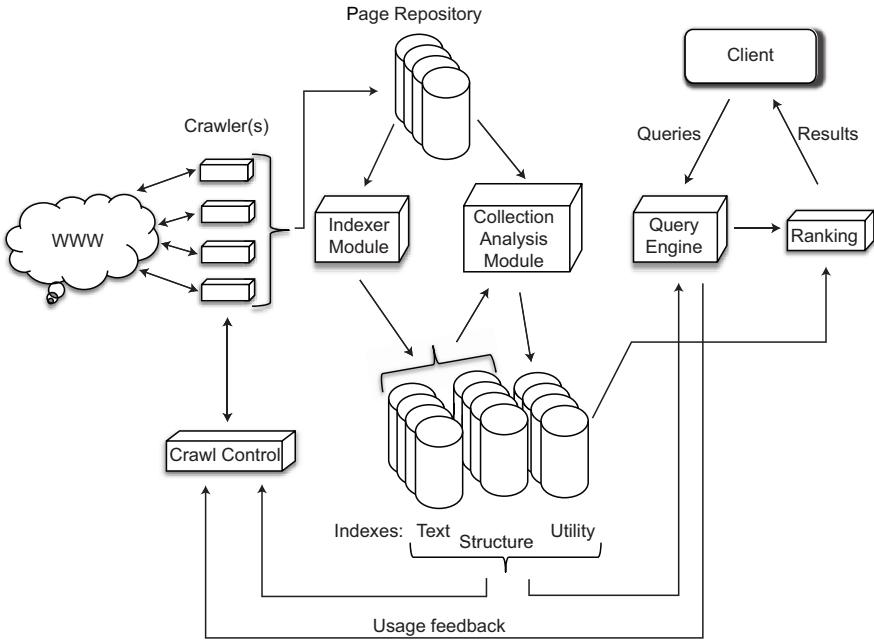 Page Repository
Client
Crawler(s)
Queries
Results
WWW
Indexer
Module
Collection
Analysis
Module
Query
Engine
Ranking
Crawl Control
Indexes: Text
Structure
Utility
Usage feedback